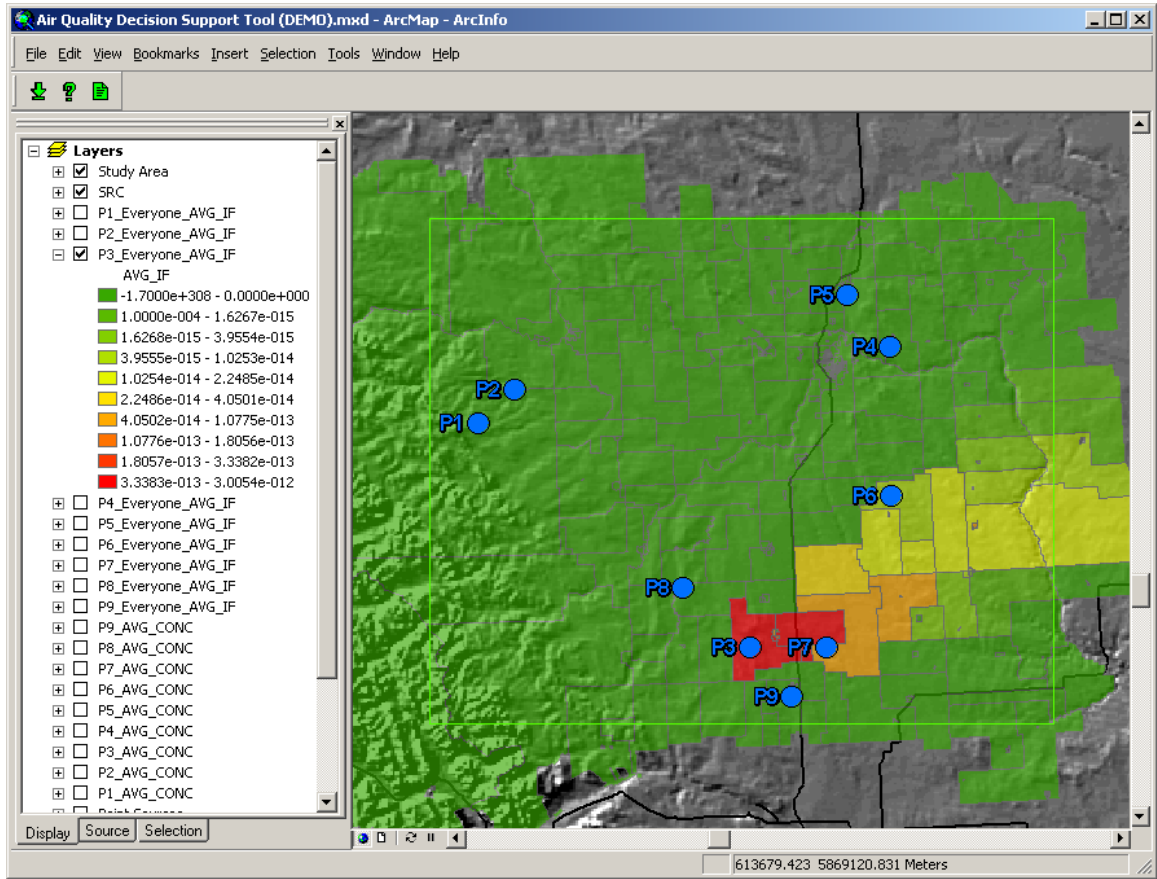 Air Quality Decision Support Tool (DEMO).mxd - ArcMap - ArcInfo
File Edit View Bookmarks Insert Selection Tools Window Help
Layers
Study Area
SRC
P1_Everyone_AVG_IF
P2_Everyone_AVG_IF
P3_Everyone_AVG_IF
AVG_IF
-1.7000e+308 - 0.0000e+000
1.0000e-004 - 1.6267e-015
1.6268e-015 - 3.9554e-015
3.9555e-015 - 1.0253e-014
1.0254e-014 - 2.2485e-014
2.2486e-014 - 4.0501e-014
4.0502e-014 - 1.0775e-013
1.0776e-013 - 1.8056e-013
1.8057e-013 - 3.3382e-013
3.3383e-013 - 3.0054e-012
P4_Everyone_AVG_IF
P5_Everyone_AVG_IF
P6_Everyone_AVG_IF
P7_Everyone_AVG_IF
P8_Everyone_AVG_IF
P9_Everyone_AVG_IF
P9_AVG_CONC
P8_AVG_CONC
P7_AVG_CONC
P6_AVG_CONC
P5_AVG_CONC
P4_AVG_CONC
P3_AVG_CONC
P2_AVG_CONC
P1_AVG_CONC
Display Source Selection
P5
P4
P2
P1
P6
P8
P3 P7
P9
613679.423 5869120.831 Meters